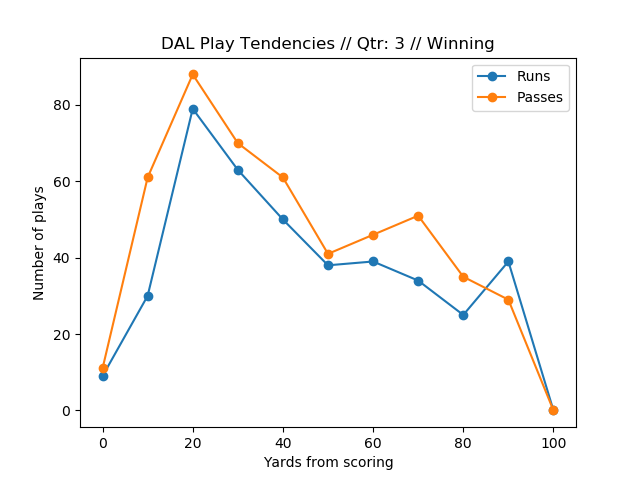 DAL Play Tendencies // Qtr: 3 // Winning
Runs
Passes
Number of plays
80
60
40
20
0
0 20 40 60 80 100
Yards from scoring